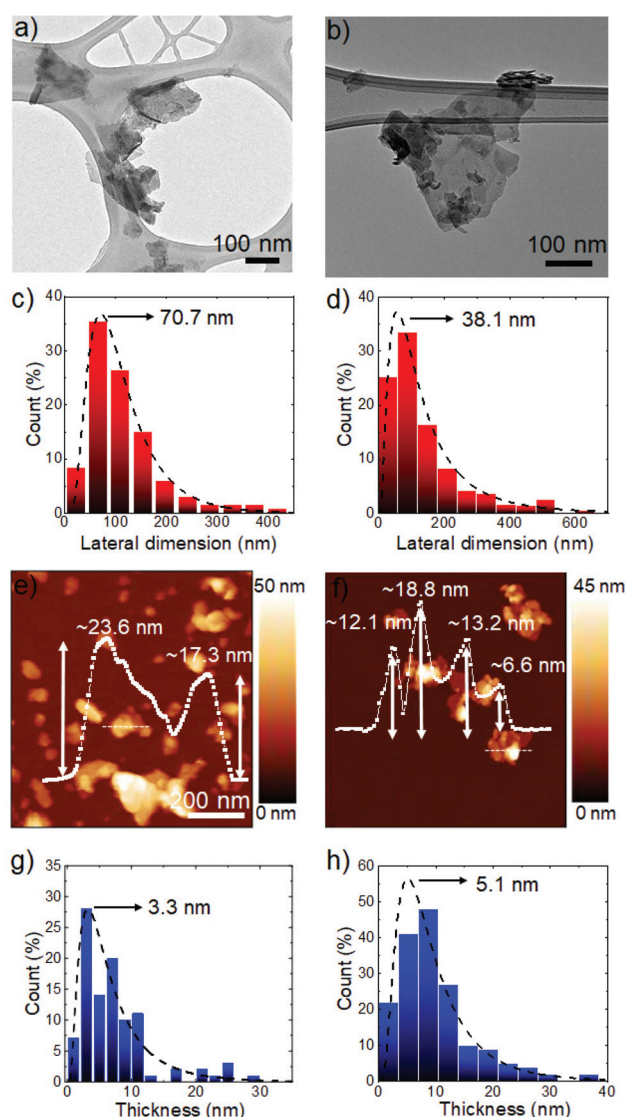 a)
b)
100 nm
100 nm
c)
d)
40
30
20
10
0
Count (%)
70.7 nm
0
100
200
300
400
Lateral dimension (nm)
40
30
20
10
0
Count (%)
38.1 nm
0
200
400
600
Lateral dimension (nm)
e)
~23.6 nm
~17.3 nm
200 nm
50 nm
0 nm
f)
~18.8 nm
~12.1 nm
~13.2 nm
~6.6 nm
45 nm
0 nm
g)
35
30
25
20
15
10
5
0
Count (%)
3.3 nm
0
10
20
30
Thickness (nm)
h)
60
50
40
30
20
10
0
Count (%)
5.1 nm
0
10
20
30
40
Thickness (nm)